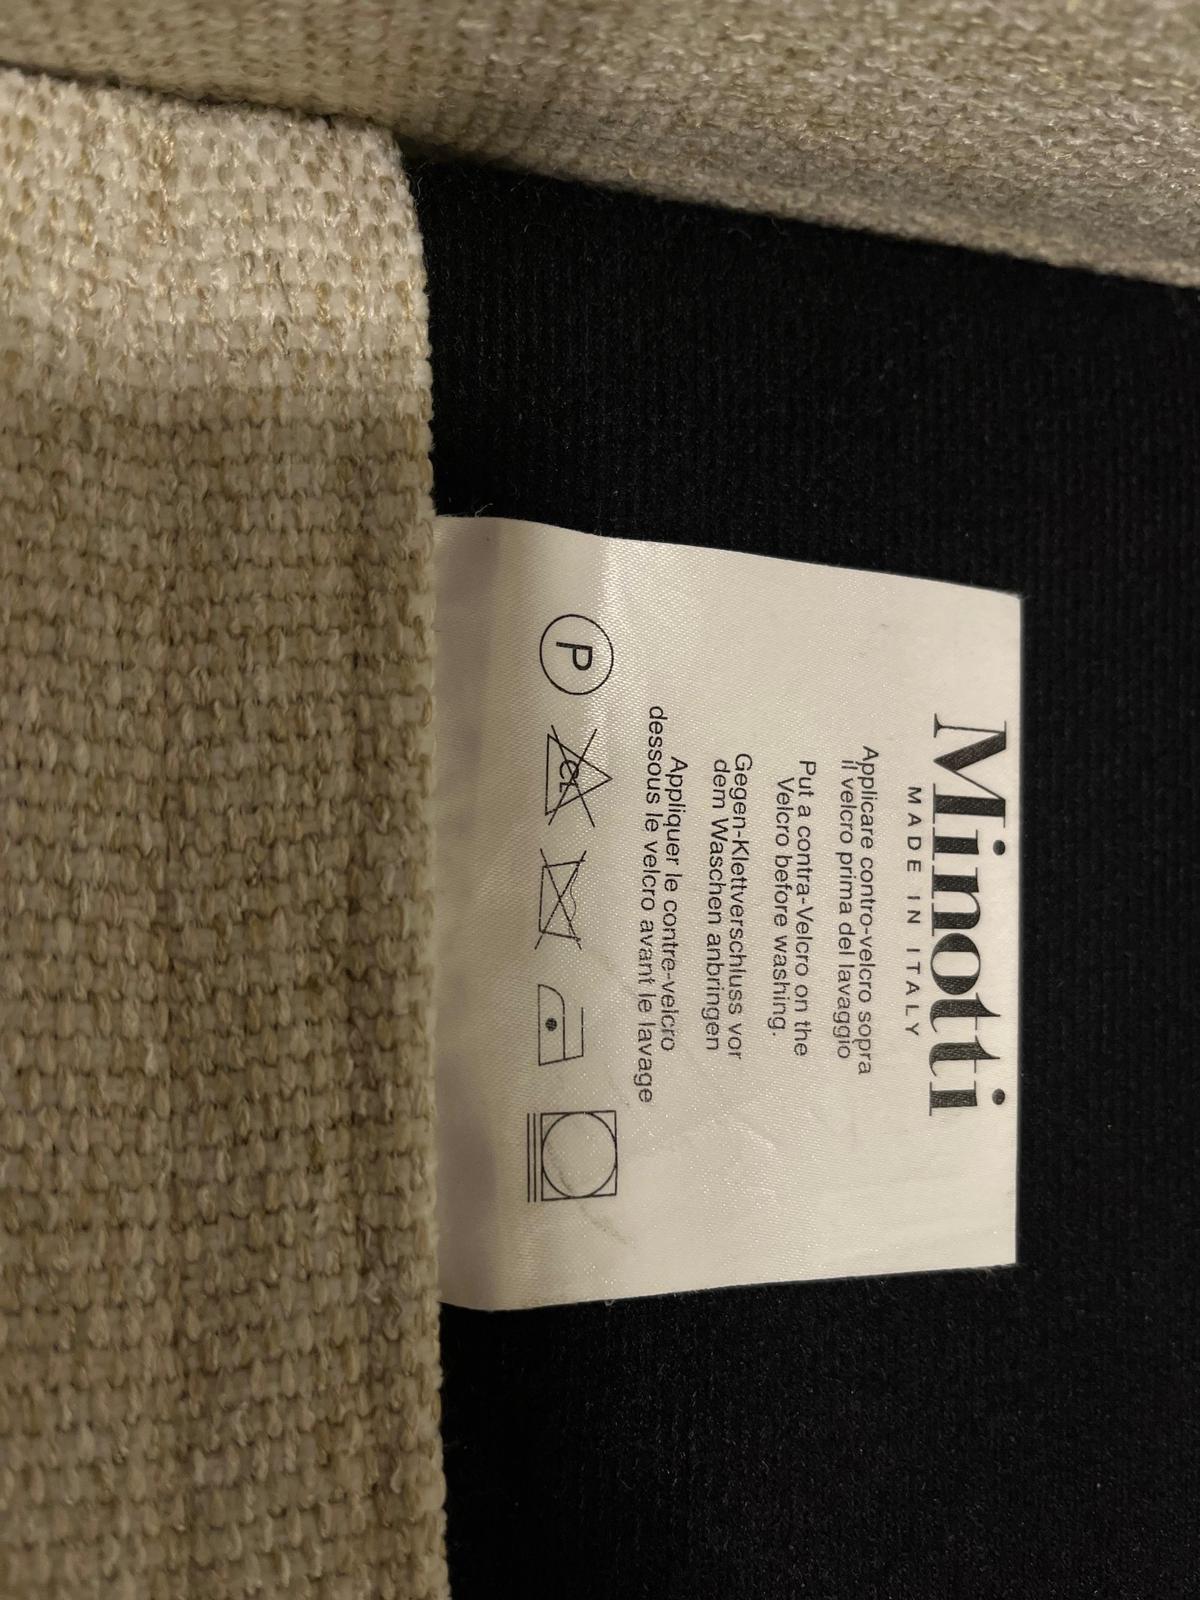 Minotti
MADE IN ITALY
Applicare contro-velcro sopra
il velcro prima del lavaggio
Put a contra-Velcro on the
Velcro before washing.
Gegen-Klettverschluss vor
dem Waschen anbringen
Appliquer le contre-velcro
dessous le velcro avant le lavage
P CL